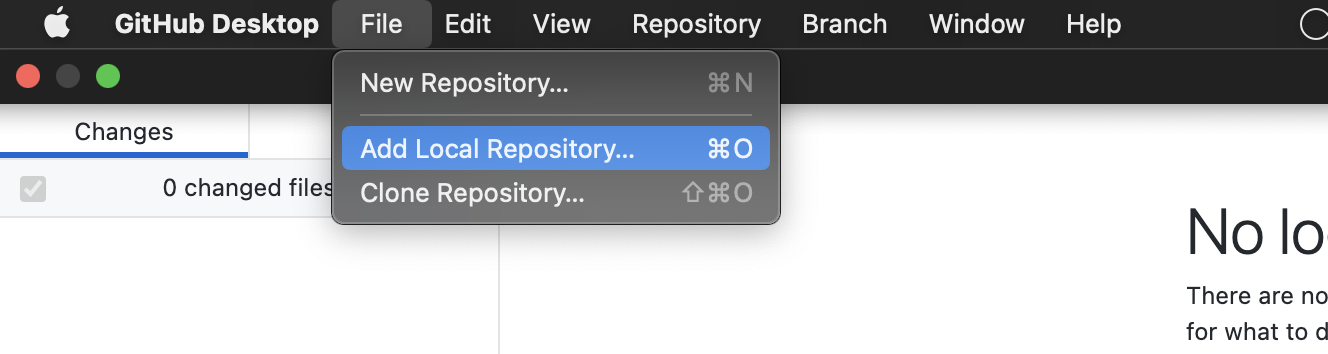 GitHub Desktop File Edit View Repository Branch Window Help
New Repository... ⌘N
Add Local Repository... ⌘O
Clone Repository... ⇧⌘O
Changes
0 changed files
No lo
There are no
for what to d